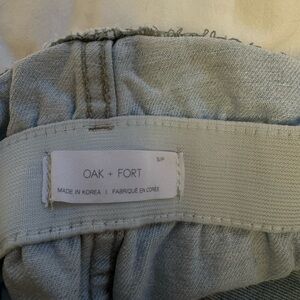 S/P
OAK + FORT
MADE IN KOREA | FABRIQUÉ EN CORÉE